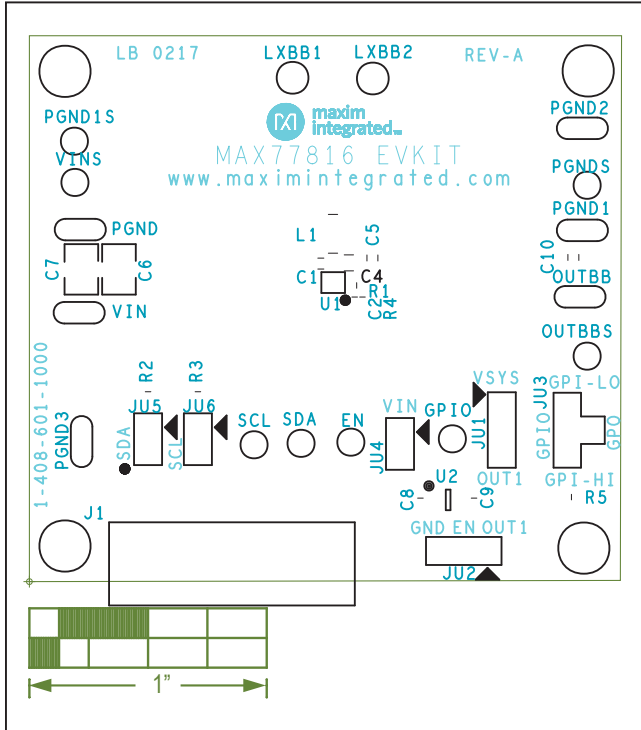 LB 0217
LXBB1
LXBB2
REV-A
PGND1S
PGND2
maxim
integrated™
MAX77816 EVKIT
www.maximintegrated.com
VINS
PGNDS
PGND1
PGND
L1
C5
C10
C7
C6
C1
C4
U1
R1
C2
R4
OUTBB
VIN
OUTBBS
1-408-601-1000
R2
R3
VSYS
JU3
GPI-LO
JU5
JU6
SCL
SDA
EN
VIN
GPIO
PGND3
SDA
SCL
JU4
JU1
GPIO
GPO
OUT1
GPI-HI
U2
C8
C9
R5
J1
GND EN OUT1
JU2
1”